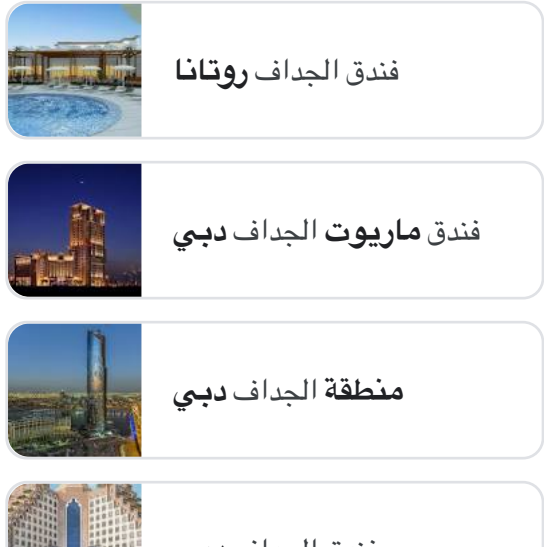 فندق الجداف روتانا
فندق ماريوت الجداف دبي
منطقة الجداف دبي